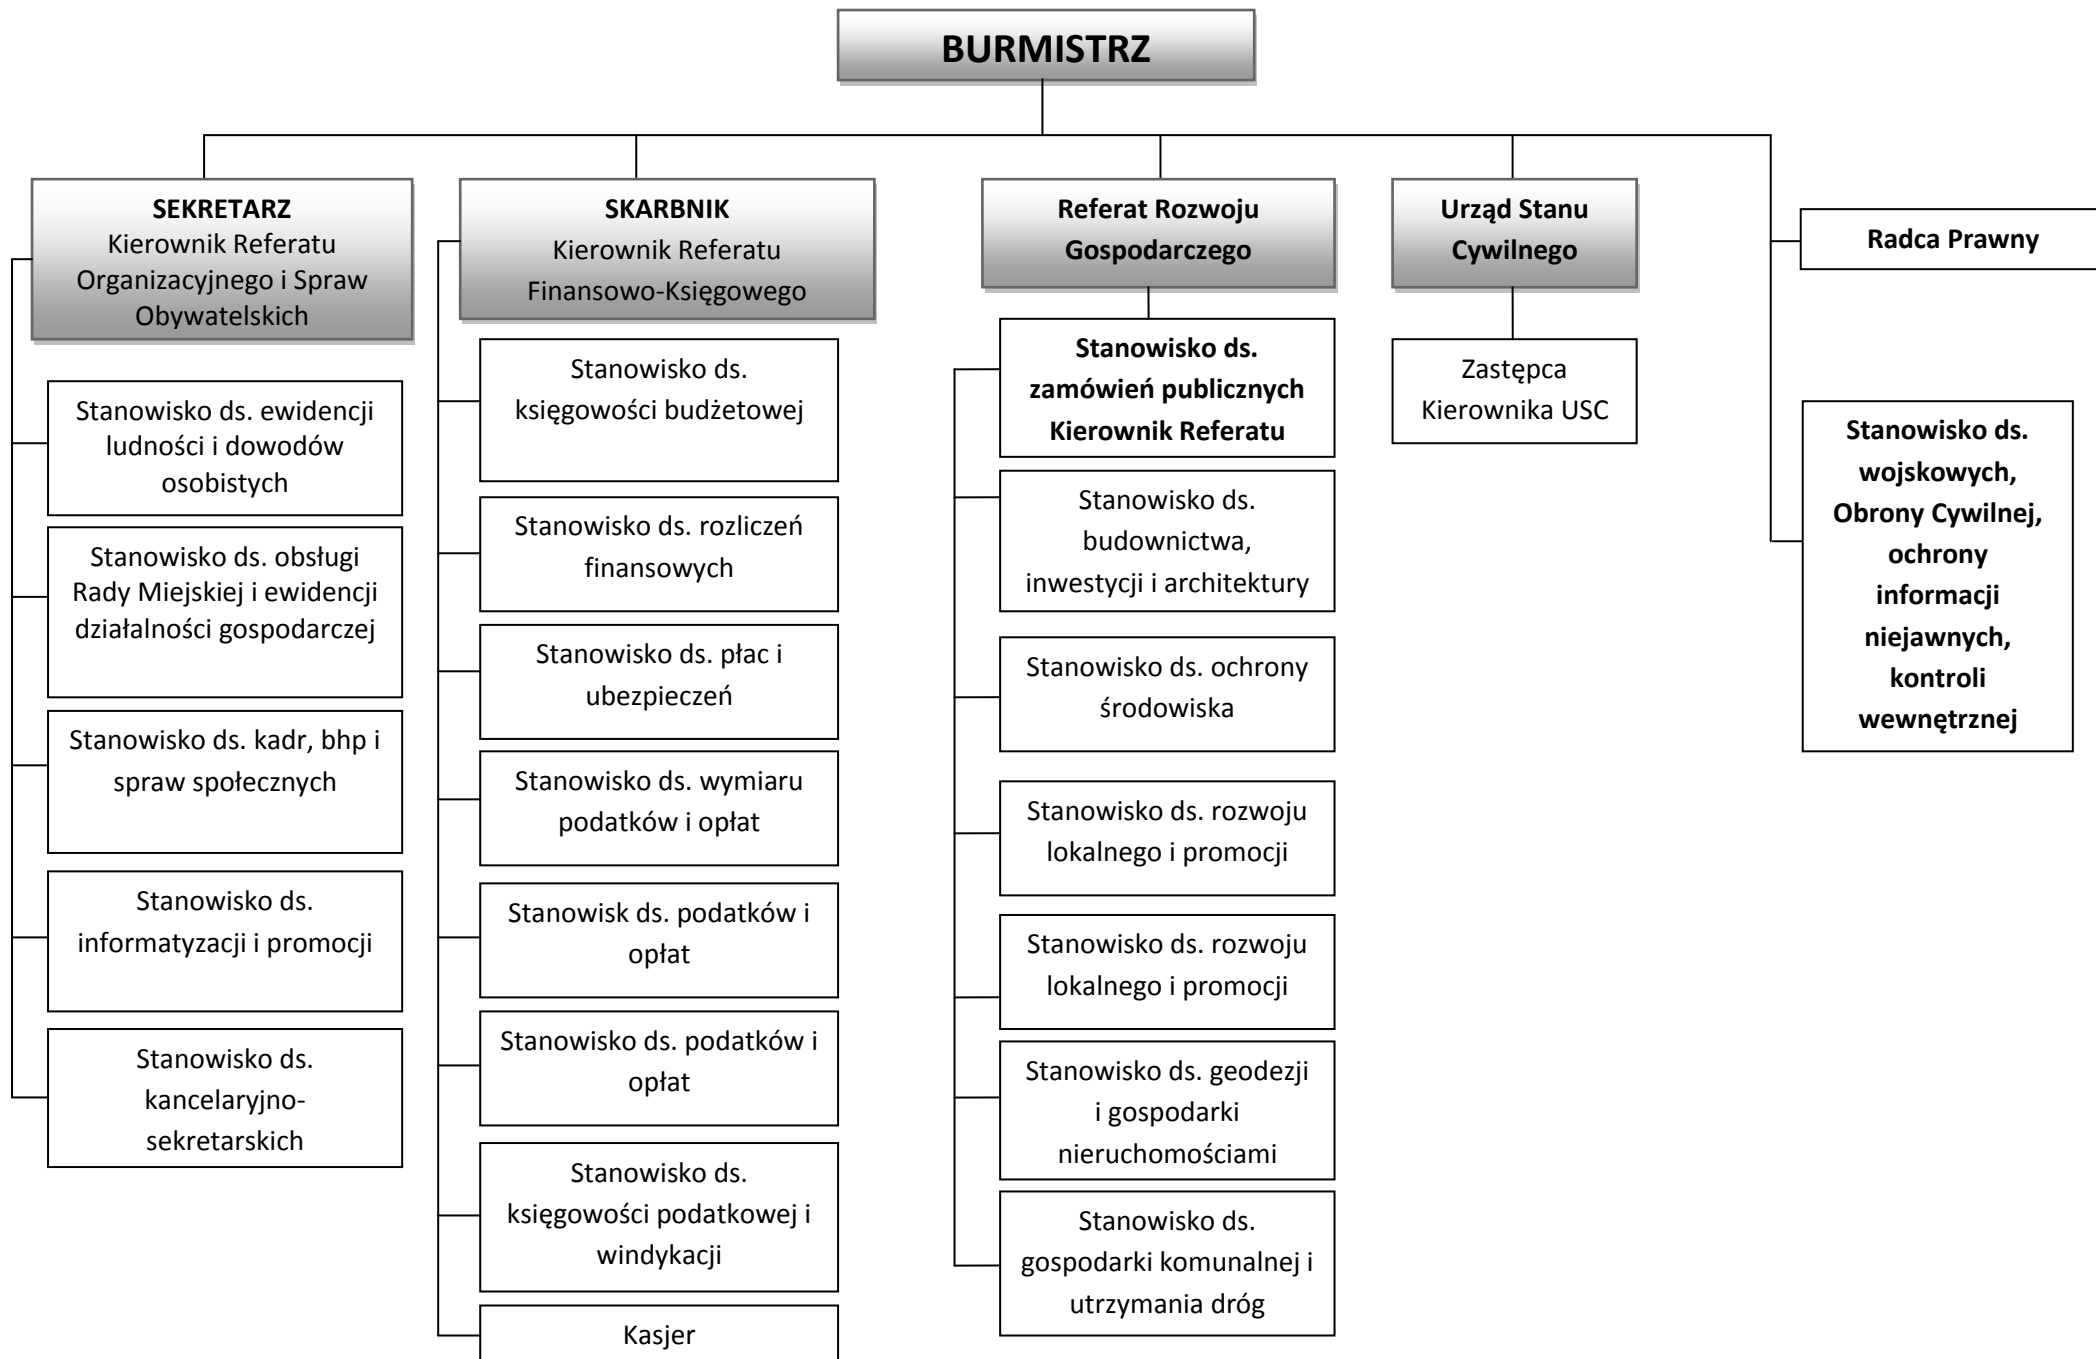 BURMISTRZ
SEKRETARZ
Kierownik Referatu
Organizacyjnego i Spraw
Obywatelskich
Stanowisko ds. ewidencji
ludności i dowodów
osobistych
Stanowisko ds. obsługi
Rady Miejskiej i ewidencji
działalności gospodarczej
Stanowisko ds. kadr, bhp i
spraw społecznych
Stanowisko ds.
informatyzacji i promocji
Stanowisko ds.
kancelaryjno-
sekretarskich
SKARBNIK
Kierownik Referatu
Finansowo-Księgowego
Stanowisko ds.
księgowości budżetowej
Stanowisko ds. rozliczeń
finansowych
Stanowisko ds. płac i
ubezpieczeń
Stanowisko ds. wymiaru
podatków i opłat
Stanowisk ds. podatków i
opłat
Stanowisko ds. podatków i
opłat
Stanowisko ds.
księgowości podatkowej i
windykacji
Kasjer
Referat Rozwoju
Gospodarczego
Stanowisko ds.
zamówień publicznych
Kierownik Referatu
Stanowisko ds.
budownictwa,
inwestycji i architektury
Stanowisko ds. ochrony
środowiska
Stanowisko ds. rozwoju
lokalnego i promocji
Stanowisko ds. rozwoju
lokalnego i promocji
Stanowisko ds. geodezji
i gospodarki
nieruchomościami
Stanowisko ds.
gospodarki komunalnej i
utrzymania dróg
Urząd Stanu
Cywilnego
Zastępca
Kierownika USC
Radca Prawny
Stanowisko ds.
wojskowych,
Obrony Cywilnej,
ochrony
informacji
niejawnych,
kontroli
wewnętrznej